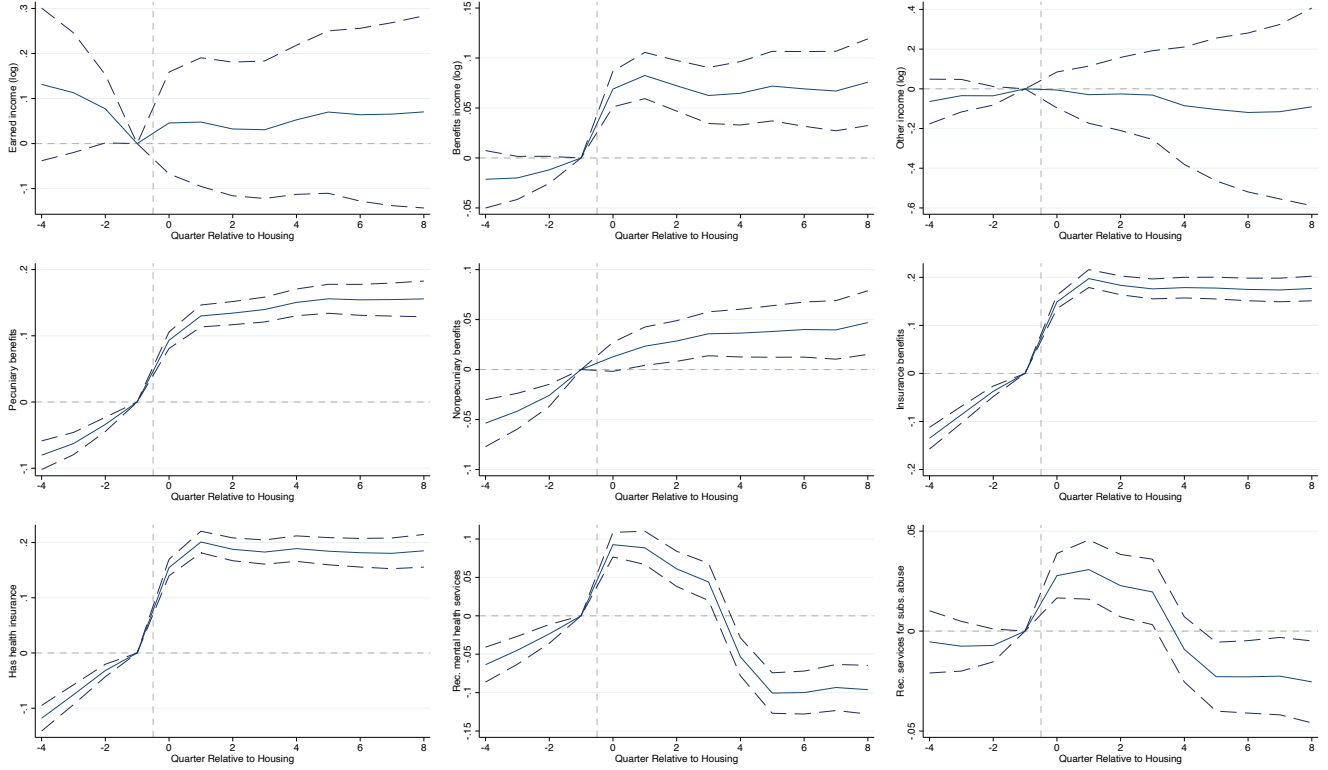 Earned income (log)
.3
.2
.1
0
-.1
-4 -2 0 2 4 6 8
Quarter Relative to Housing
Benefits income (log)
.15
.1
.05
0
-.05
-4 -2 0 2 4 6 8
Quarter Relative to Housing
Other income (log)
.4
.2
0
-.2
-.4
-.6
-4 -2 0 2 4 6 8
Quarter Relative to Housing
Pecuniary benefits
.2
.1
0
-.1
-4 -2 0 2 4 6 8
Quarter Relative to Housing
Nonpecuniary benefits
.1
.05
0
-.05
-.1
-4 -2 0 2 4 6 8
Quarter Relative to Housing
Insurance benefits
.2
.1
0
-.1
-.2
-4 -2 0 2 4 6 8
Quarter Relative to Housing
Has health insurance
.2
.1
0
-.1
-4 -2 0 2 4 6 8
Quarter Relative to Housing
Rec. mental health services
.1
.05
0
-.05
-.1
-.15
-4 -2 0 2 4 6 8
Quarter Relative to Housing
Rec. services for subs. abuse
.05
0
-.05
-4 -2 0 2 4 6 8
Quarter Relative to Housing